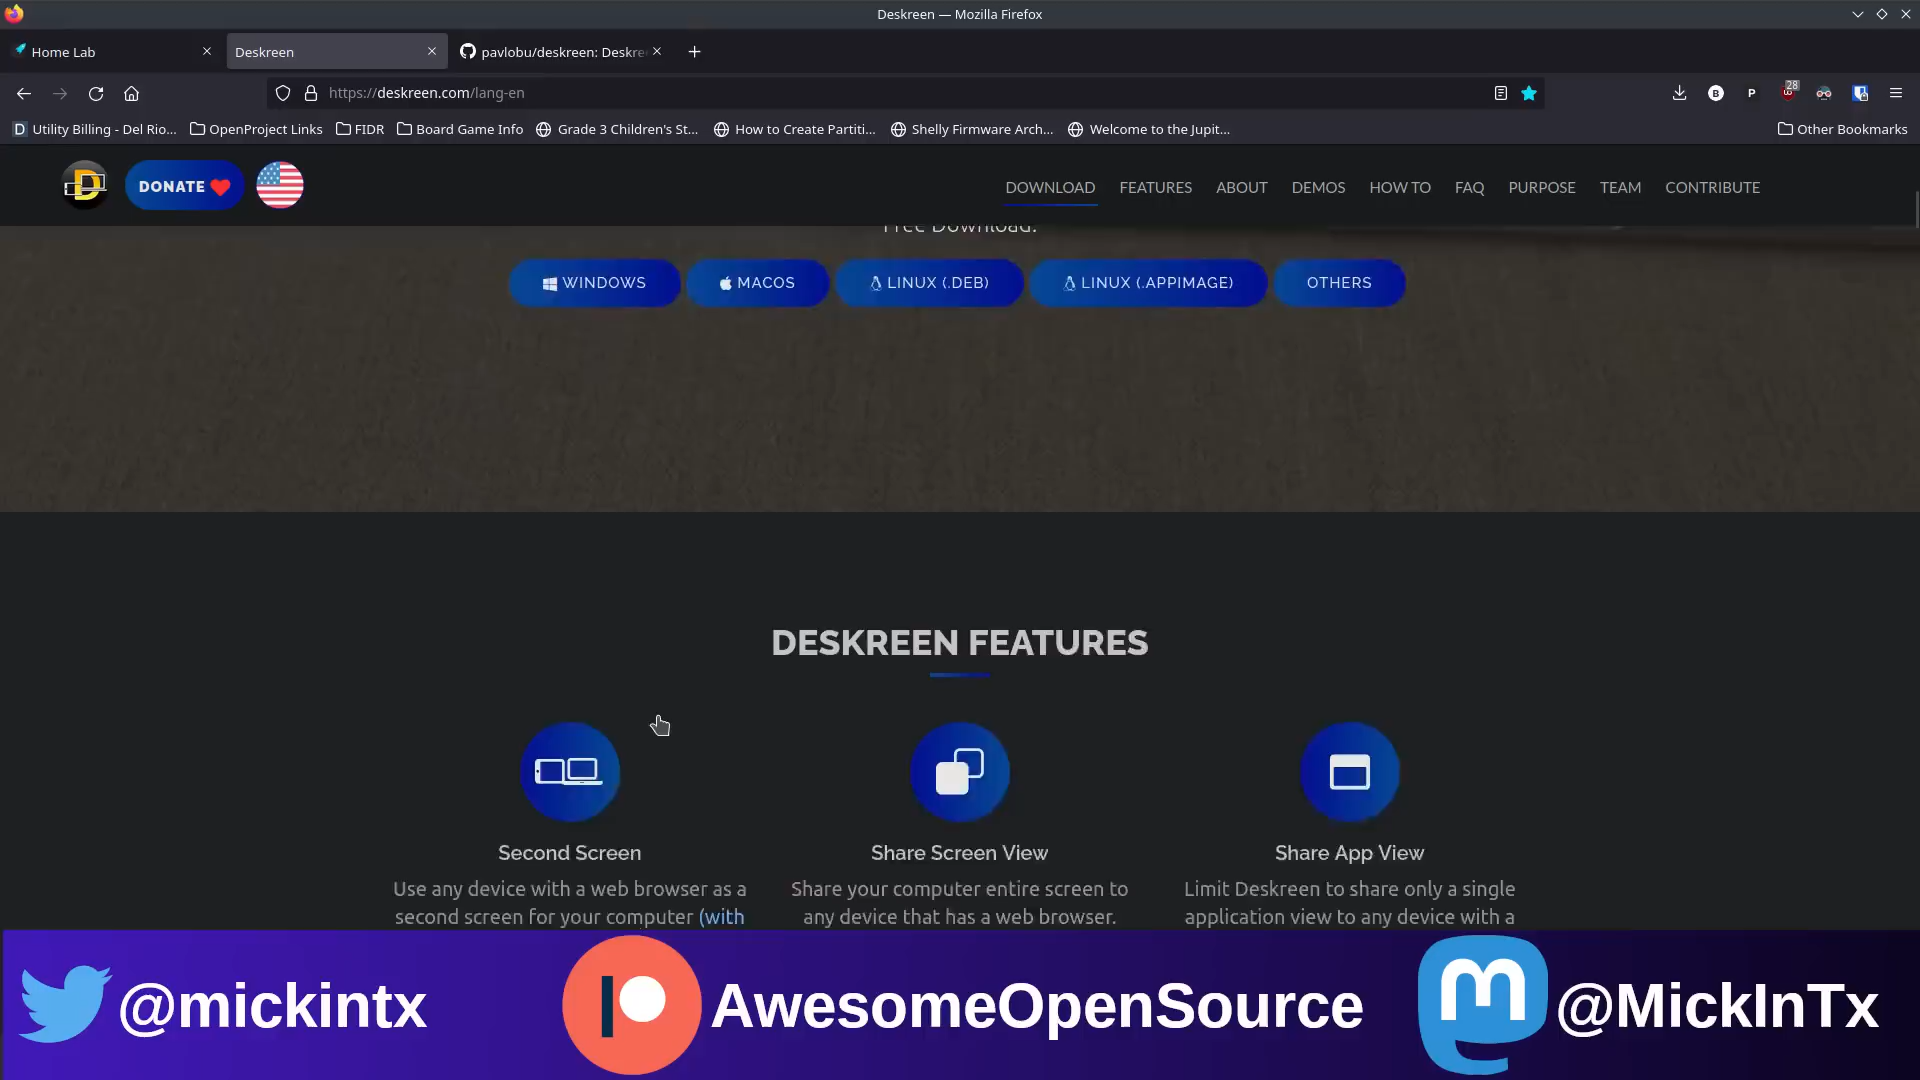 Deskreen — Mozilla Firefox
Home Lab
Deskreen
pavlobu/deskreen: Deskre
https://deskreen.com/lang-en
B
P
28
Utility Billing - Del Rio...
OpenProject Links
FIDR
Board Game Info
Grade 3 Children's St...
How to Create Partiti...
Shelly Firmware Arch...
Welcome to the Jupit...
Other Bookmarks
DONATE
DOWNLOAD
FEATURES
ABOUT
DEMOS
HOW TO
FAQ
PURPOSE
TEAM
CONTRIBUTE
Free Download:
WINDOWS
MACOS
LINUX (.DEB)
LINUX (.APPIMAGE)
OTHERS
DESKREEN FEATURES
Second Screen
Use any device with a web browser as a
second screen for your computer (with
Share Screen View
Share your computer entire screen to
any device that has a web browser.
Share App View
Limit Deskreen to share only a single
application view to any device with a
@mickintx
AwesomeOpenSource
@MickInTx